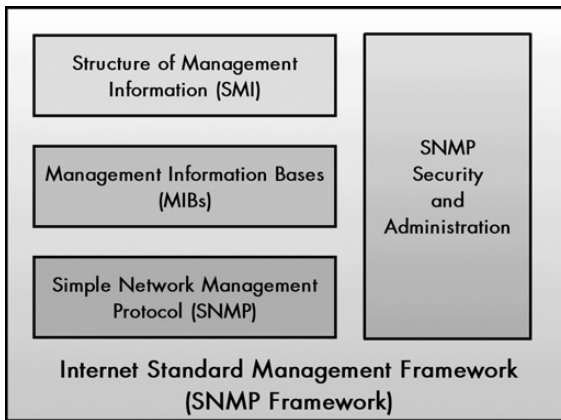 Structure of Management
Information (SMI)
Management Information Bases
(MIBs)
Simple Network Management
Protocol (SNMP)
SNMP
Security
and
Administration
Internet Standard Management Framework
(SNMP Framework)